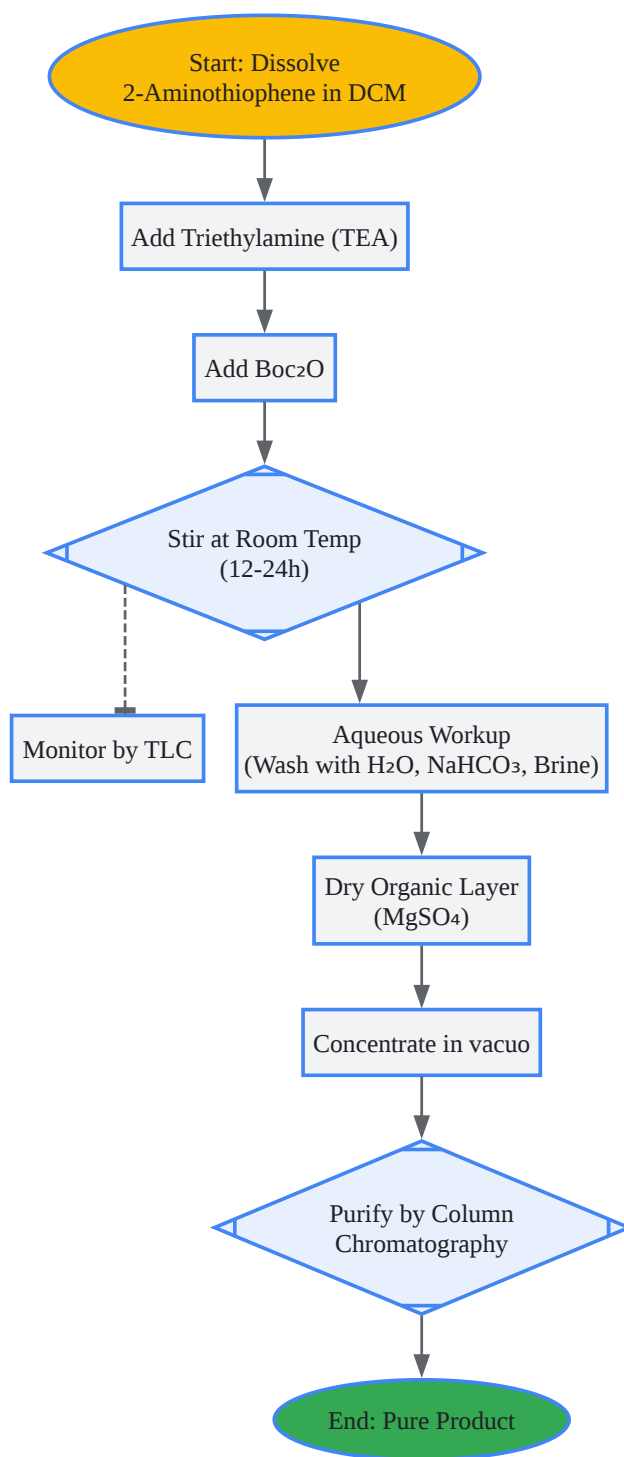 Start: Dissolve
2-Aminothiophene in DCM
Add Triethylamine (TEA)
Add Boc₂O
Stir at Room Temp
(12-24h)
Monitor by TLC
Aqueous Workup
(Wash with H₂O, NaHCO₃, Brine)
Dry Organic Layer
(MgSO₄)
Concentrate in vacuo
Purify by Column
Chromatography
End: Pure Product